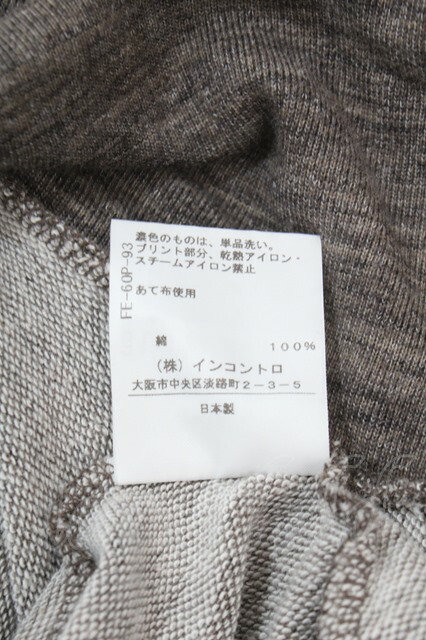 濃色のものは、単品洗い。
プリント部分、乾熱アイロン・
スチームアイロン禁止
あて布使用
FE-60P-93
綿 100%
(株) インコントロ
大阪市中央区淡路町2-3-5
日本製